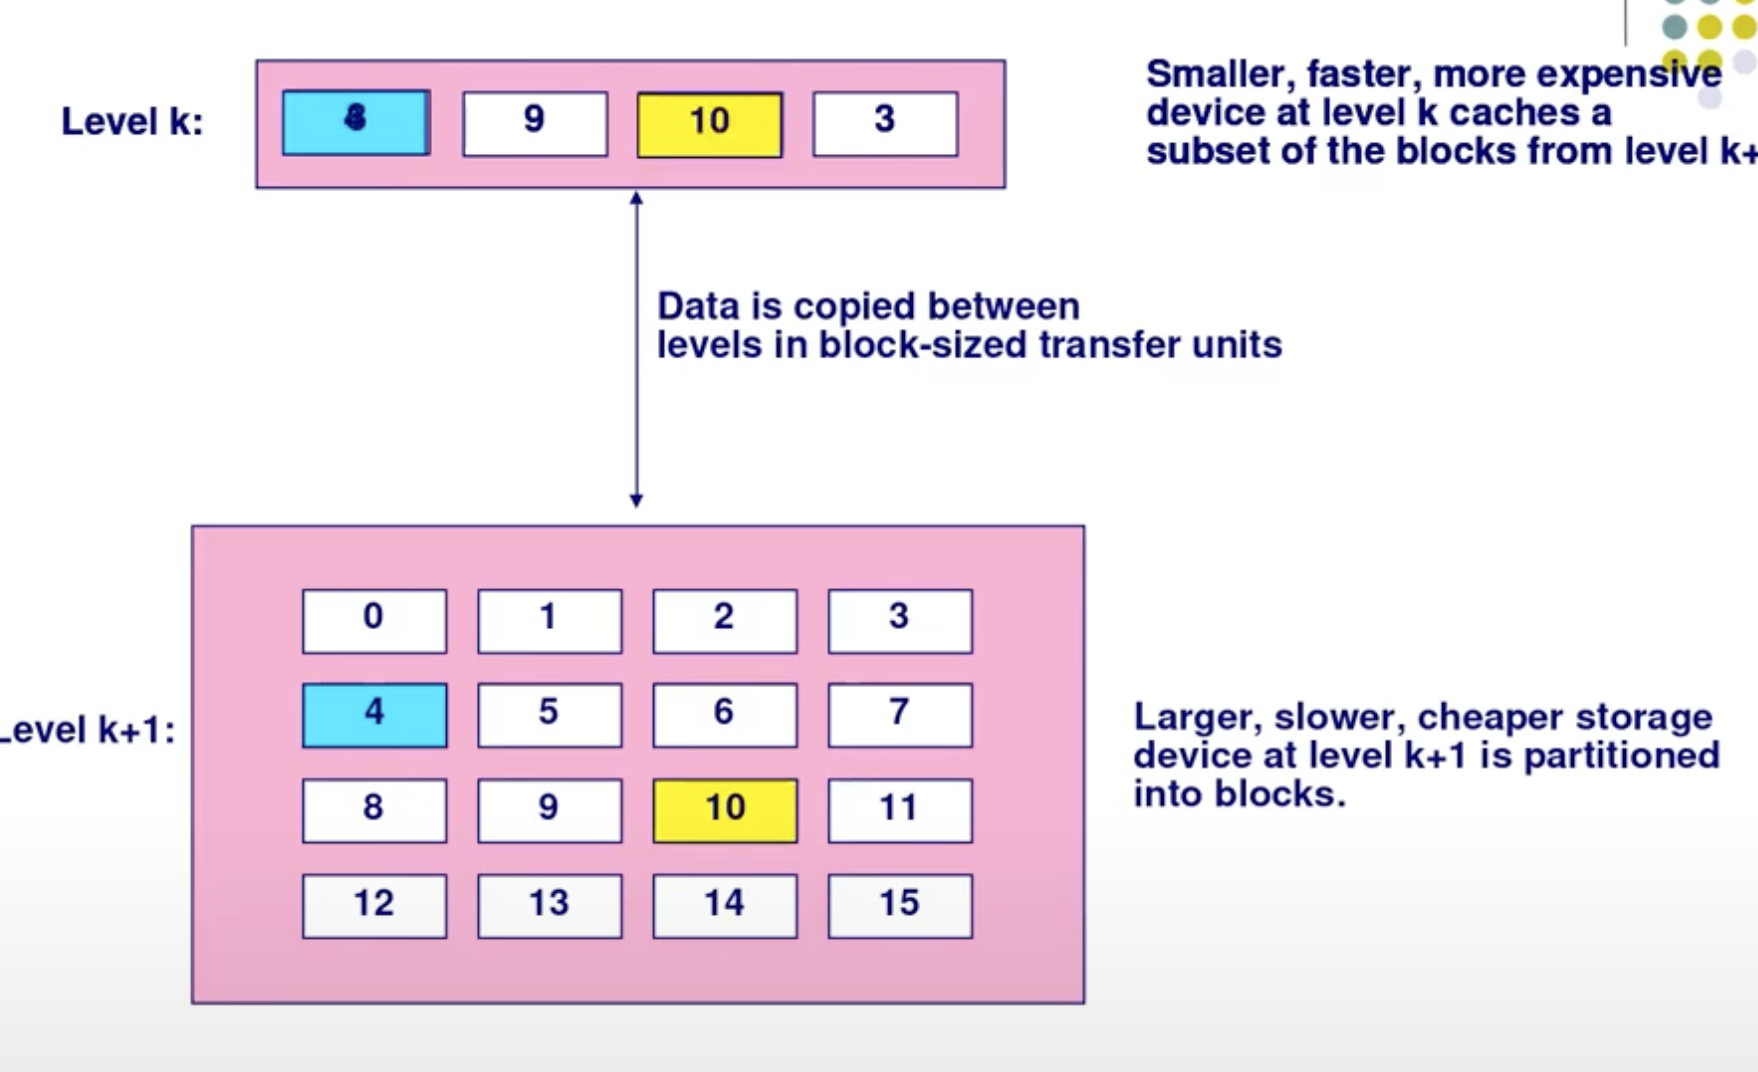 Level k:
9
10
3
Smaller, faster, more expensive
device at level k caches a
subset of the blocks from level k+
Data is copied between
levels in block-sized transfer units
0
1
2
3
Level k+1:
4
5
6
7
8
9
10
11
12
13
14
15
Larger, slower, cheaper storage
device at level k+1 is partitioned
into blocks.